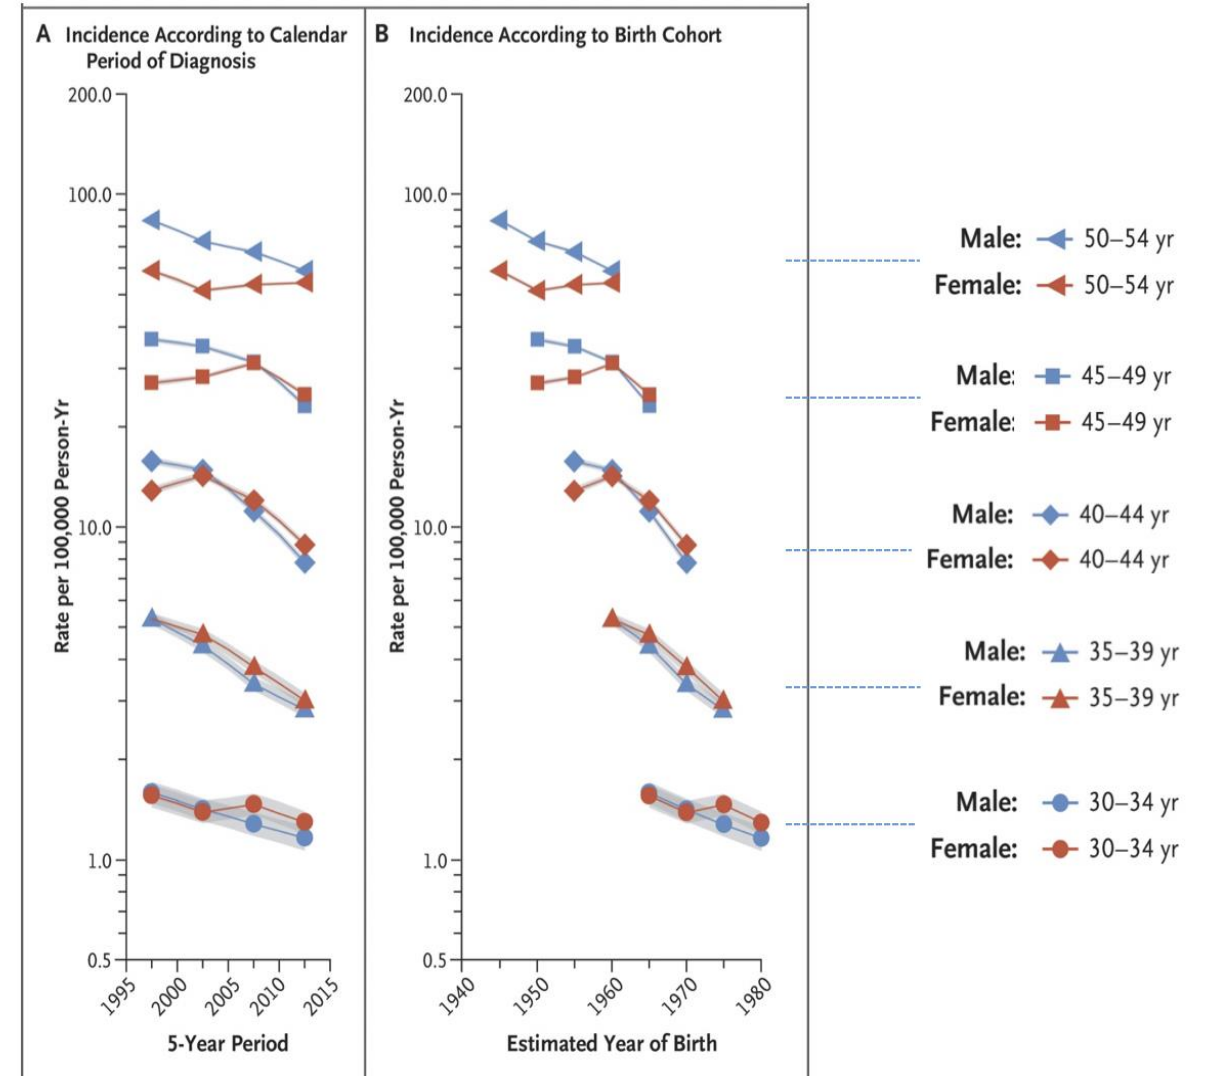 A Incidence According to Calendar
Period of Diagnosis
200.0
100.0
10.0
1.0
0.5
Rate per 100,000 Person-Yr
1995
2000
2005
2010
2015
5-Year Period
B Incidence According to Birth Cohort
200.0
100.0
10.0
1.0
0.5
Rate per 100,000 Person-Yr
1940
1950
1960
1970
1980
Estimated Year of Birth
Male: 50–54 yr
Female: 50–54 yr
Male: 45–49 yr
Female: 45–49 yr
Male: 40–44 yr
Female: 40–44 yr
Male: 35–39 yr
Female: 35–39 yr
Male: 30–34 yr
Female: 30–34 yr